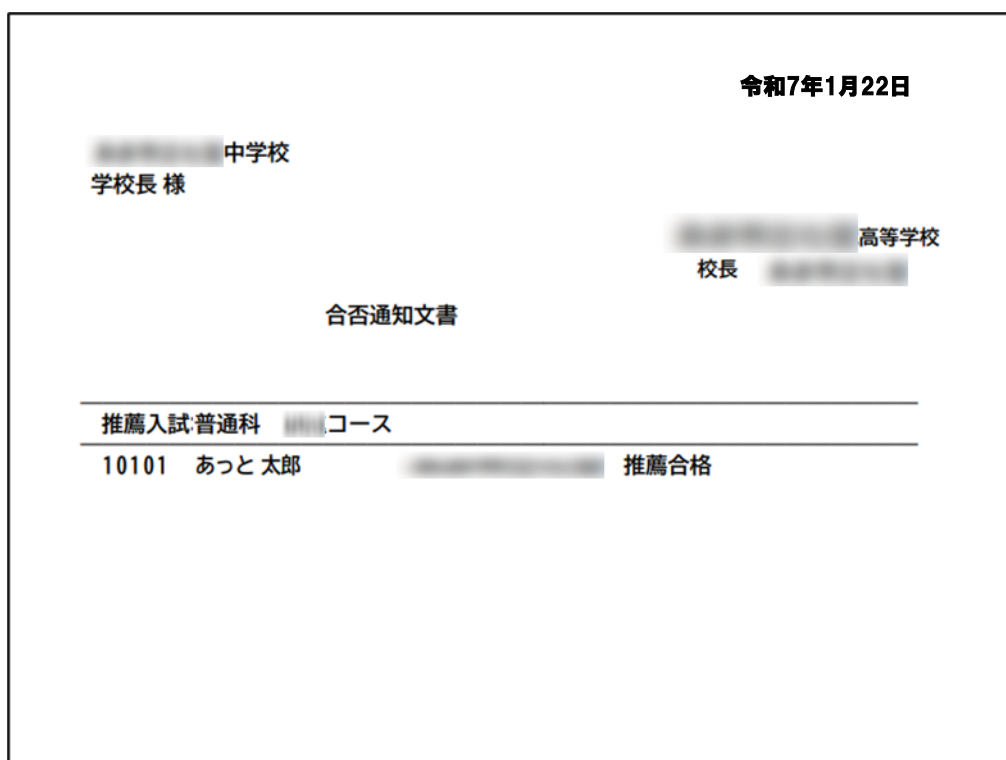 令和7年1月22日
中学校
学校長 様
高等学校
校長
合否通知文書
推薦入試:普通科 コース
10101 あっと 太郎 推薦合格